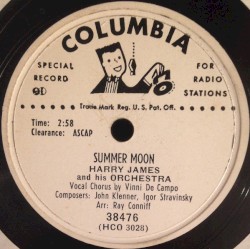 COLUMBIA
SPECIAL RECORD
FOR RADIO STATIONS
Trade Mark Reg. U.S. Pat. Off.
Time: 2:58
Clearance: ASCAP
SUMMER MOON
HARRY JAMES
and his ORCHESTRA
Vocal Chorus by Vinni De Campo
Composers: John Klenner, Igor Stravinsky
Arr: Ray Conniff
38476
(HCO 3028)